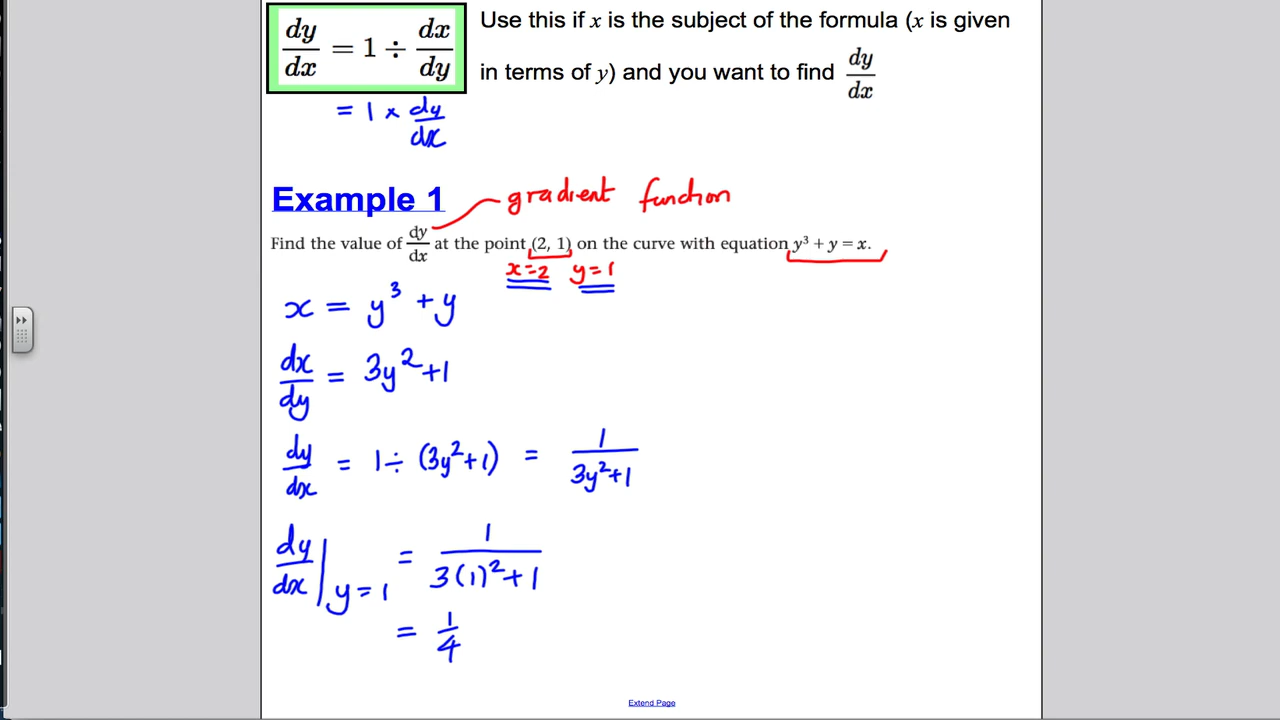 dy/dx = 1 ÷ dx/dy
Use this if x is the subject of the formula (x is given
in terms of y) and you want to find dy/dx
= 1 × dy/dx
Example 1
gradient function
Find the value of dy/dx at the point (2, 1) on the curve with equation y³ + y = x.
x = 2 y = 1
x = y³ + y
dx/dy = 3y² + 1
dy/dx = 1 ÷ (3y² + 1) = 1/(3y² + 1)
dy/dx |y = 1 = 1/(3(1)² + 1)
= 1/4
Extend Page